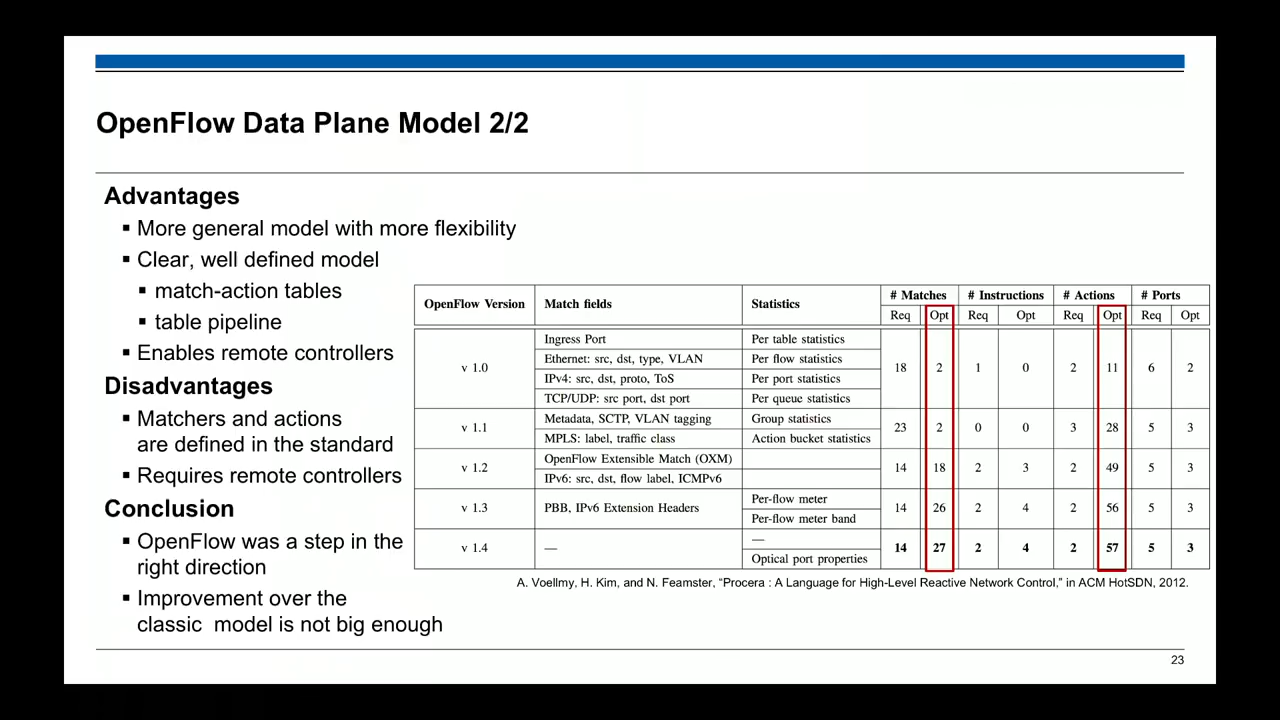 OpenFlow Data Plane Model 2/2
Advantages
▪ More general model with more flexibility
▪ Clear, well defined model
▪ match-action tables
▪ table pipeline
▪ Enables remote controllers
Disadvantages
▪ Matchers and actions
are defined in the standard
▪ Requires remote controllers
Conclusion
▪ OpenFlow was a step in the
right direction
▪ Improvement over the
classic model is not big enough
OpenFlow Version Match fields Statistics # Matches # Instructions # Actions # Ports
Req Opt Req Opt Req Opt Req Opt
v 1.0 18 2 1 0 2 11 6 2
Ingress Port Per table statistics
Ethernet: src, dst, type, VLAN Per flow statistics
IPv4: src, dst, proto, ToS Per port statistics
TCP/UDP: src port, dst port Per queue statistics
v 1.1 23 2 0 0 3 28 5 3
Metadata, SCTP, VLAN tagging Group statistics
MPLS: label, traffic class Action bucket statistics
v 1.2 14 18 2 3 2 49 5 3
OpenFlow Extensible Match (OXM)
IPv6: src, dst, flow label, ICMPv6
v 1.3 PBB, IPv6 Extension Headers 14 26 2 4 2 56 5 3
Per-flow meter
Per-flow meter band
v 1.4 — 14 27 2 4 2 57 5 3
—
Optical port properties
A. Voellmy, H. Kim, and N. Feamster, “Procera : A Language for High-Level Reactive Network Control,” in ACM HotSDN, 2012.
23